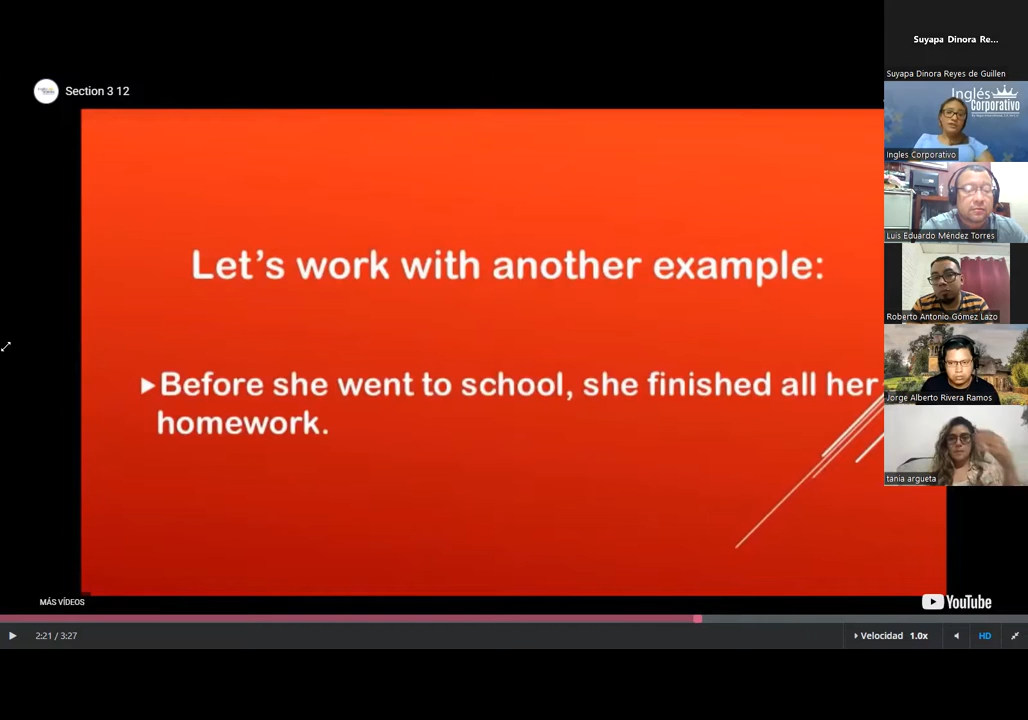 Suyapa Dinora Re...
Suyapa Dinora Reyes de Guillen
Section 3 12
Inglés
Corporativo
Ingles Corporativo
Luis Eduardo Méndez Torres
Let's work with another example:
Roberto Antonio Gómez Lazo
Before she went to school, she finished all her
homework.
Jorge Alberto Rivera Ramos
tania argueta
MÁS VÍDEOS
YouTube
2:21 / 3:27
Velocidad 1.0x
HD